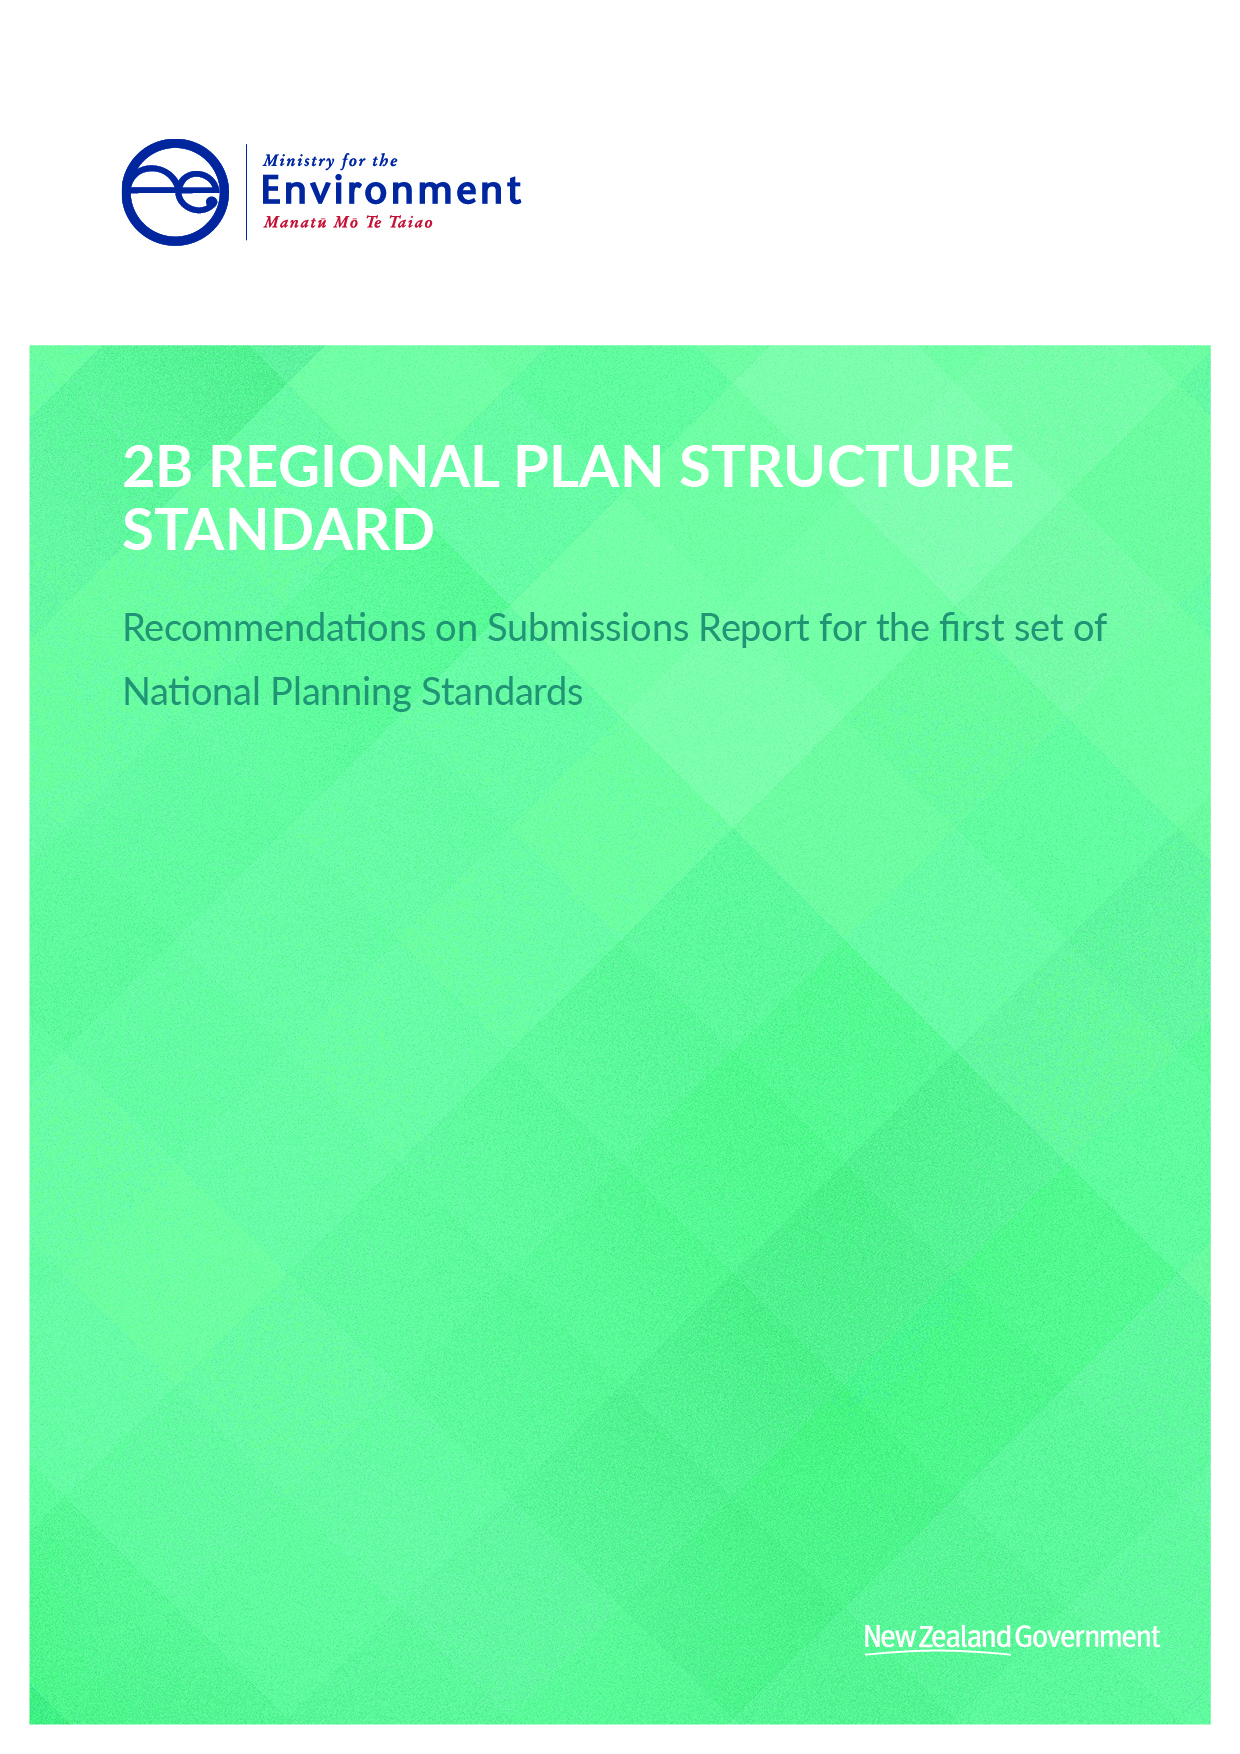 Ministry for the
Environment
Manatū Mō Te Taiao
2B REGIONAL PLAN STRUCTURE
STANDARD
Recommendations on Submissions Report for the first set of
National Planning Standards
New Zealand Government